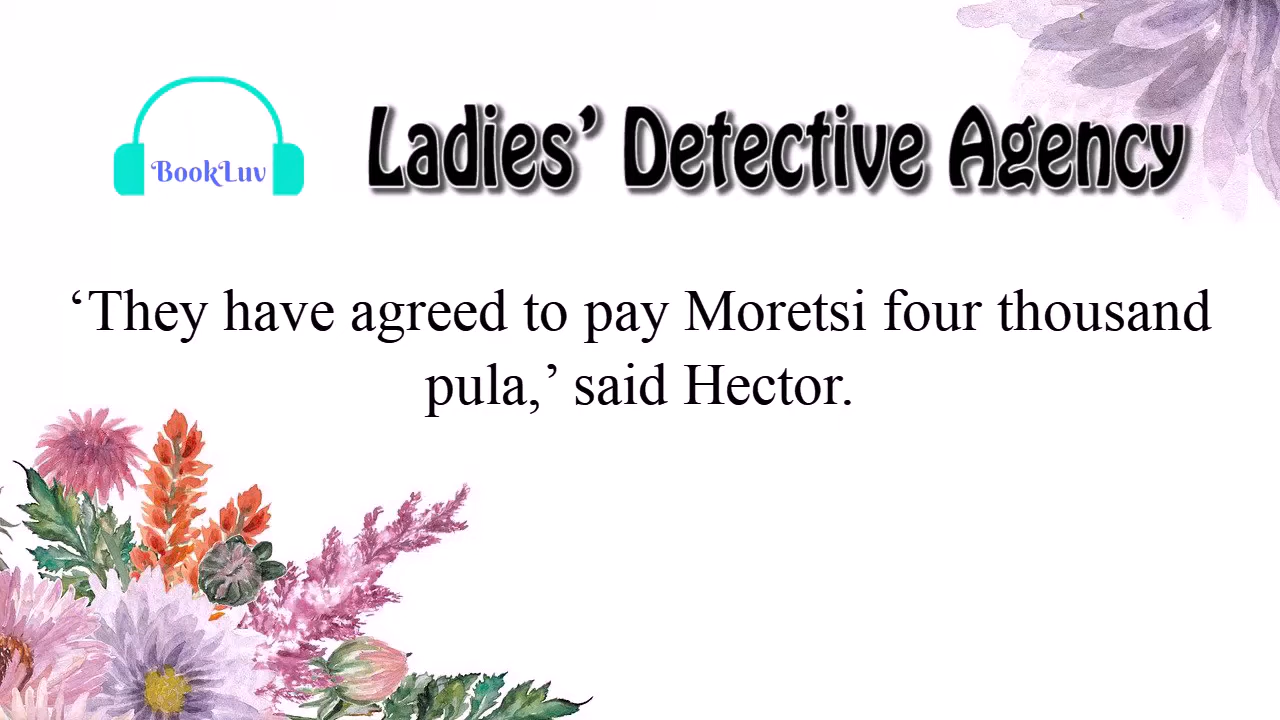 BookLuv
Ladies’ Detective Agency
‘They have agreed to pay Moretsi four thousand
pula,’ said Hector.